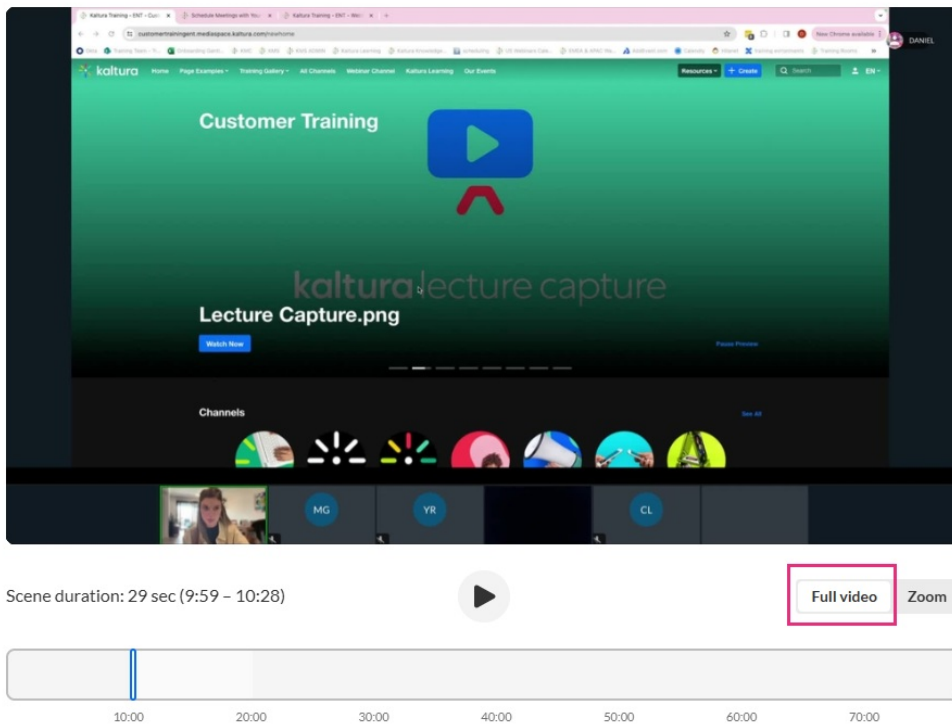 Kaltura Training - ENT - Cus
Schedule Meetings with You
Kaltura Training - ENT - Web
customertrainingent.mediaspace.kaltura.com/newhome
New Chrome available
DANIEL
kaltura Home Page Examples Training Gallery All Channels Webinar Channel Kaltura Learning Our Events Resources + Create Search EN
Customer Training
kaltura lecture capture
Lecture Capture.png
Watch Now Pause Preview
Channels See All
MG YR CL
Scene duration: 29 sec (9:59 – 10:28) Full video Zoom
10:00 20:00 30:00 40:00 50:00 60:00 70:00